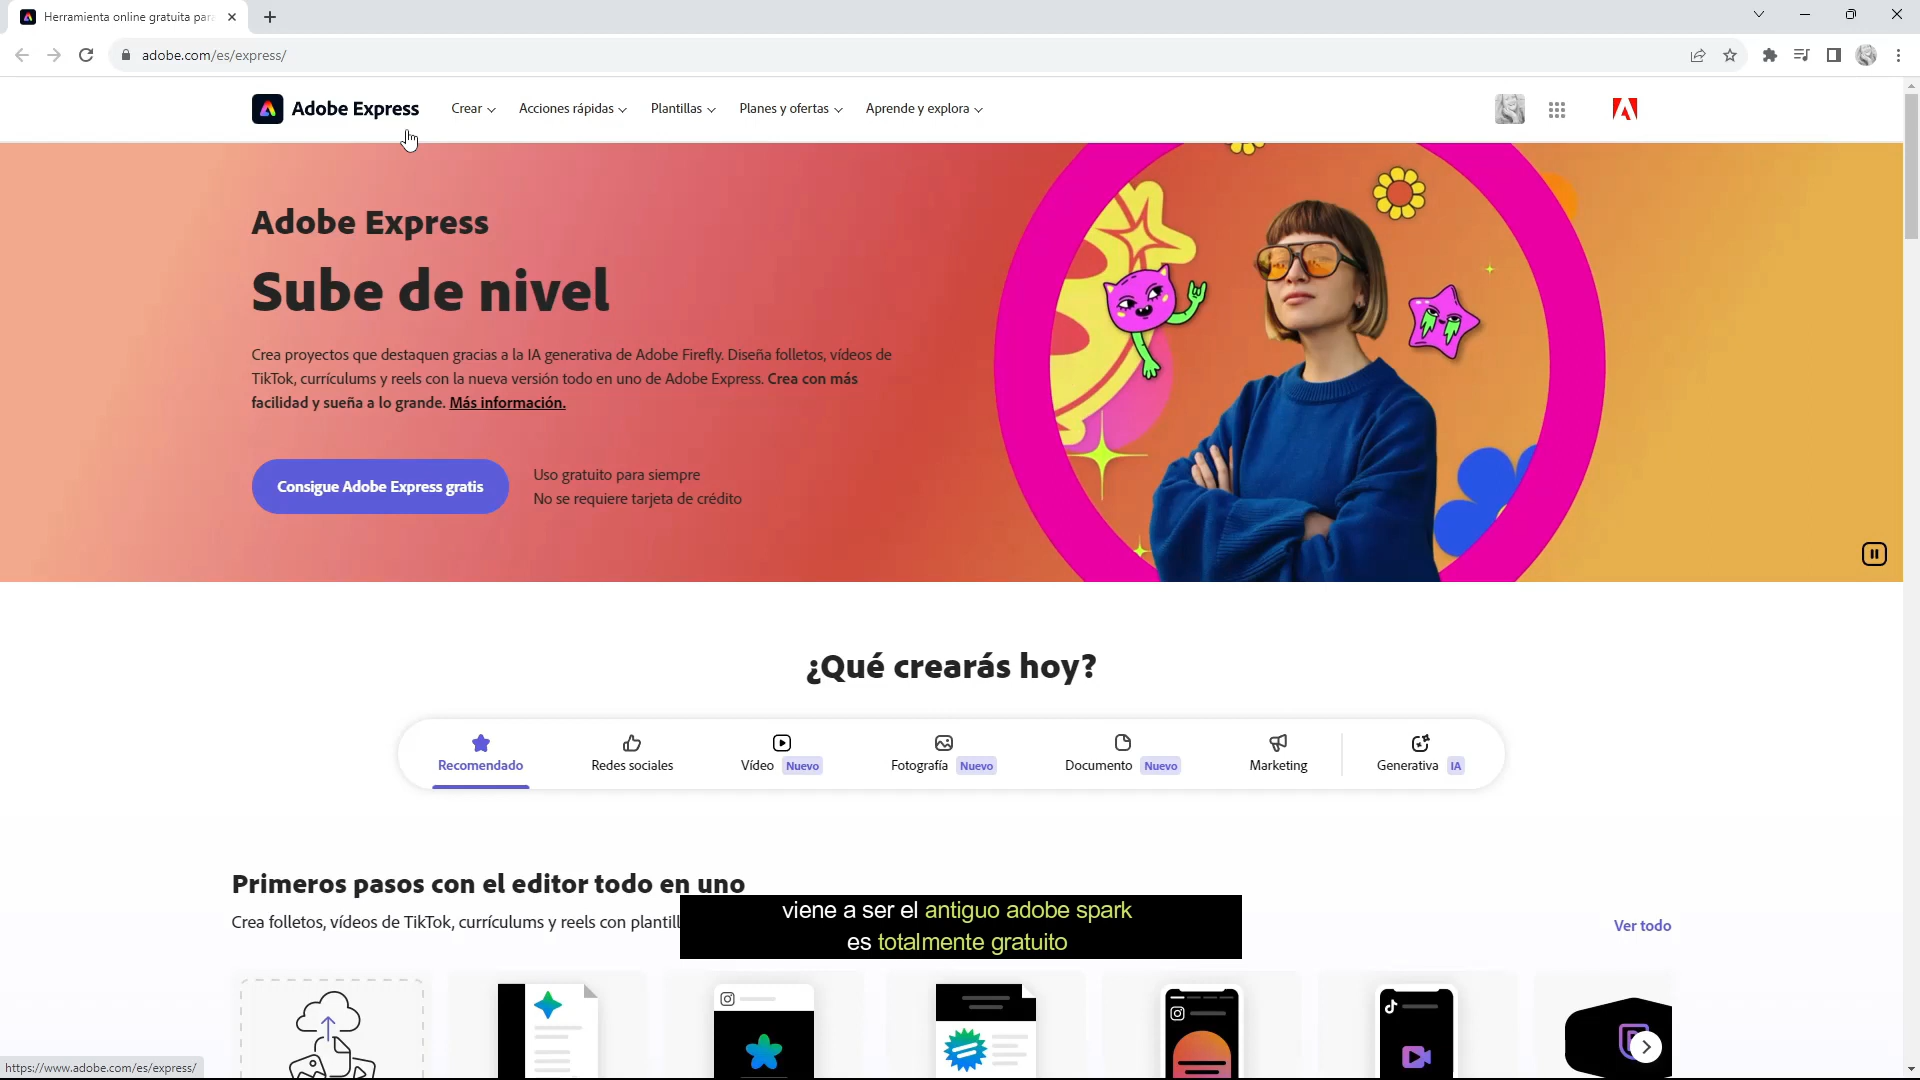 Herramienta online gratuita par
adobe.com/es/express/
Adobe Express
Crear
Acciones rápidas
Plantillas
Planes y ofertas
Aprende y explora
Adobe Express
Sube de nivel
Crea proyectos que destaquen gracias a la IA generativa de Adobe Firefly. Diseña folletos, vídeos de
TikTok, currículums y reels con la nueva versión todo en uno de Adobe Express. Crea con más
facilidad y sueña a lo grande. Más información.
Consigue Adobe Express gratis
Uso gratuito para siempre
No se requiere tarjeta de crédito
¿Qué crearás hoy?
Recomendado
Redes sociales
Vídeo Nuevo
Fotografía Nuevo
Documento Nuevo
Marketing
Generativa IA
Primeros pasos con el editor todo en uno
Crea folletos, vídeos de TikTok, currículums y reels con plantill
Ver todo
viene a ser el antiguo adobe spark
es totalmente gratuito
https://www.adobe.com/es/express/